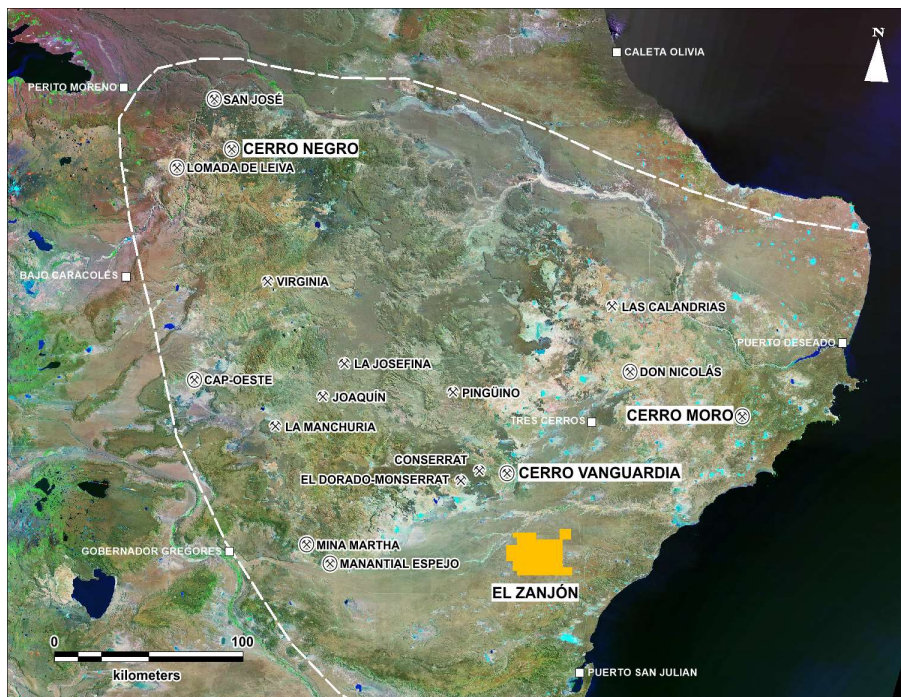 N
CALETA OLIVIA
PERITO MORENO
SAN JOSÉ
CERRO NEGRO
LOMADA DE LEIVA
BAJO CARACOLES
VIRGINIA
LAS CALANDRIAS
PUERTO DESEADO
LA JOSEFINA
DON NICOLÁS
CAP-OESTE
JOAQUÍN
PINGÜINO
CERRO MORO
TRES CERROS
LA MANCHURIA
CONSERRAT
CERRO VANGUARDIA
EL DORADO-MONSERRAT
MINA MARTHA
GOBERNADOR GREGORES
MANANTIAL ESPEJO
EL ZANJÓN
0 100
kilometers
PUERTO SAN JULIAN